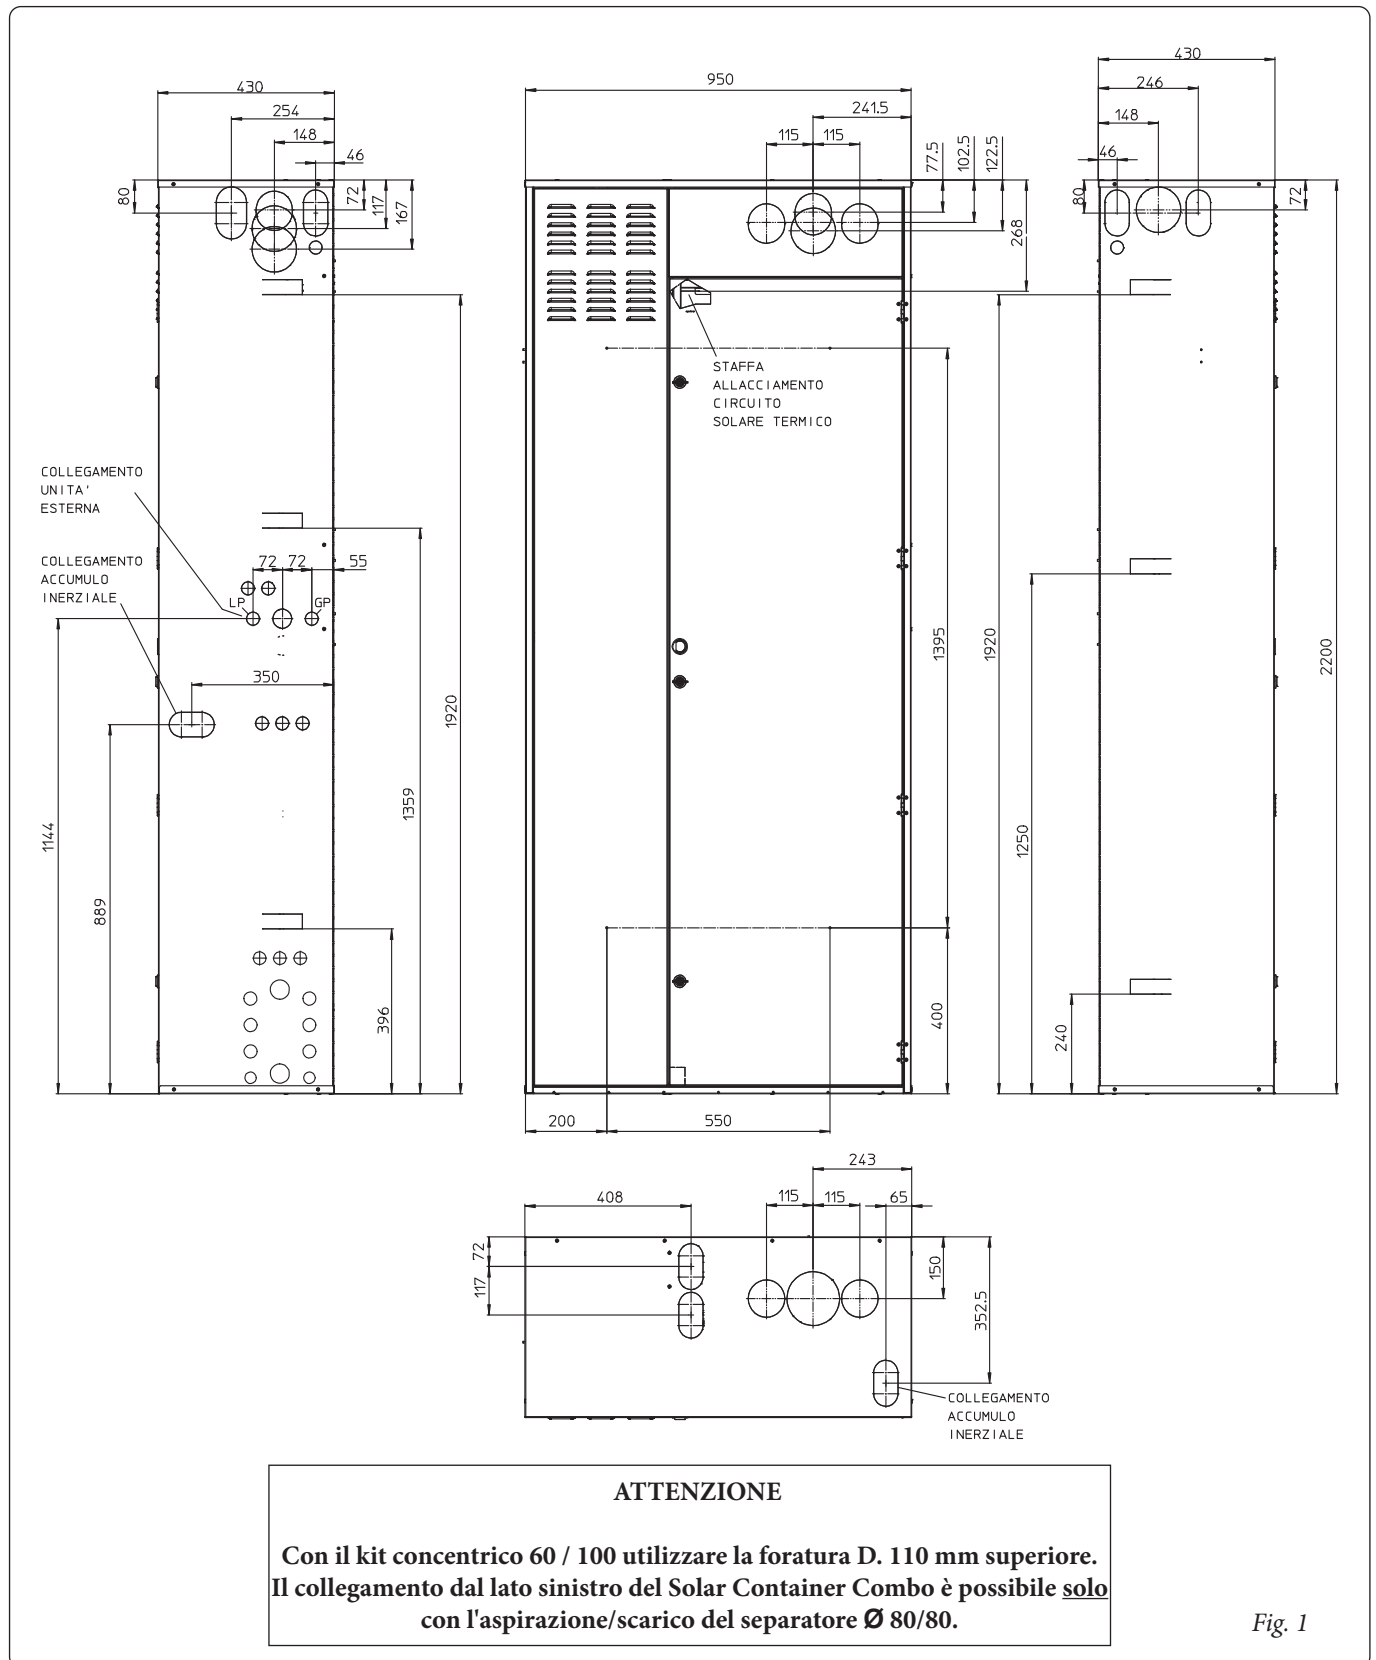 430
254
148
46
80
72
117
167
COLLEGAMENTO
UNITA'
ESTERNA
COLLEGAMENTO
ACCUMULO
INERZIALE
72
72
55
LP
GP
350
1144
889
396
1359
1920
950
241.5
115
115
77.5
102.5
122.5
268
STAFFA
ALLACCIAMENTO
CIRCUITO
SOLARE TERMICO
1395
400
200
550
430
246
148
46
80
72
1920
1250
240
2200
408
243
115
115
65
72
117
150
352.5
COLLEGAMENTO
ACCUMULO
INERZIALE
ATTENZIONE
Con il kit concentrico 60 / 100 utilizzare la foratura D. 110 mm superiore.
Il collegamento dal lato sinistro del Solar Container Combo è possibile solo
con l'aspirazione/scarico del separatore Ø 80/80.
Fig. 1